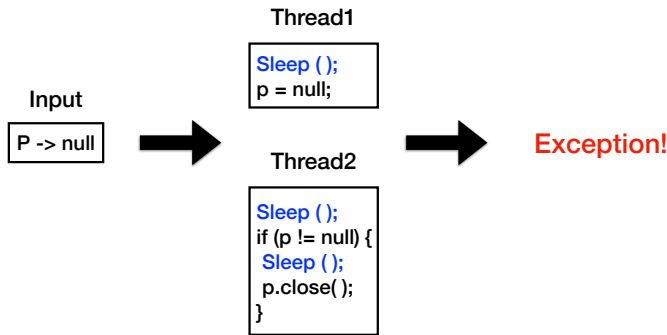 Input
P -> null
Thread1
Sleep ( );
p = null;
Thread2
Sleep ( );
if (p != null) {
Sleep ( );
p.close( );
}
Exception!